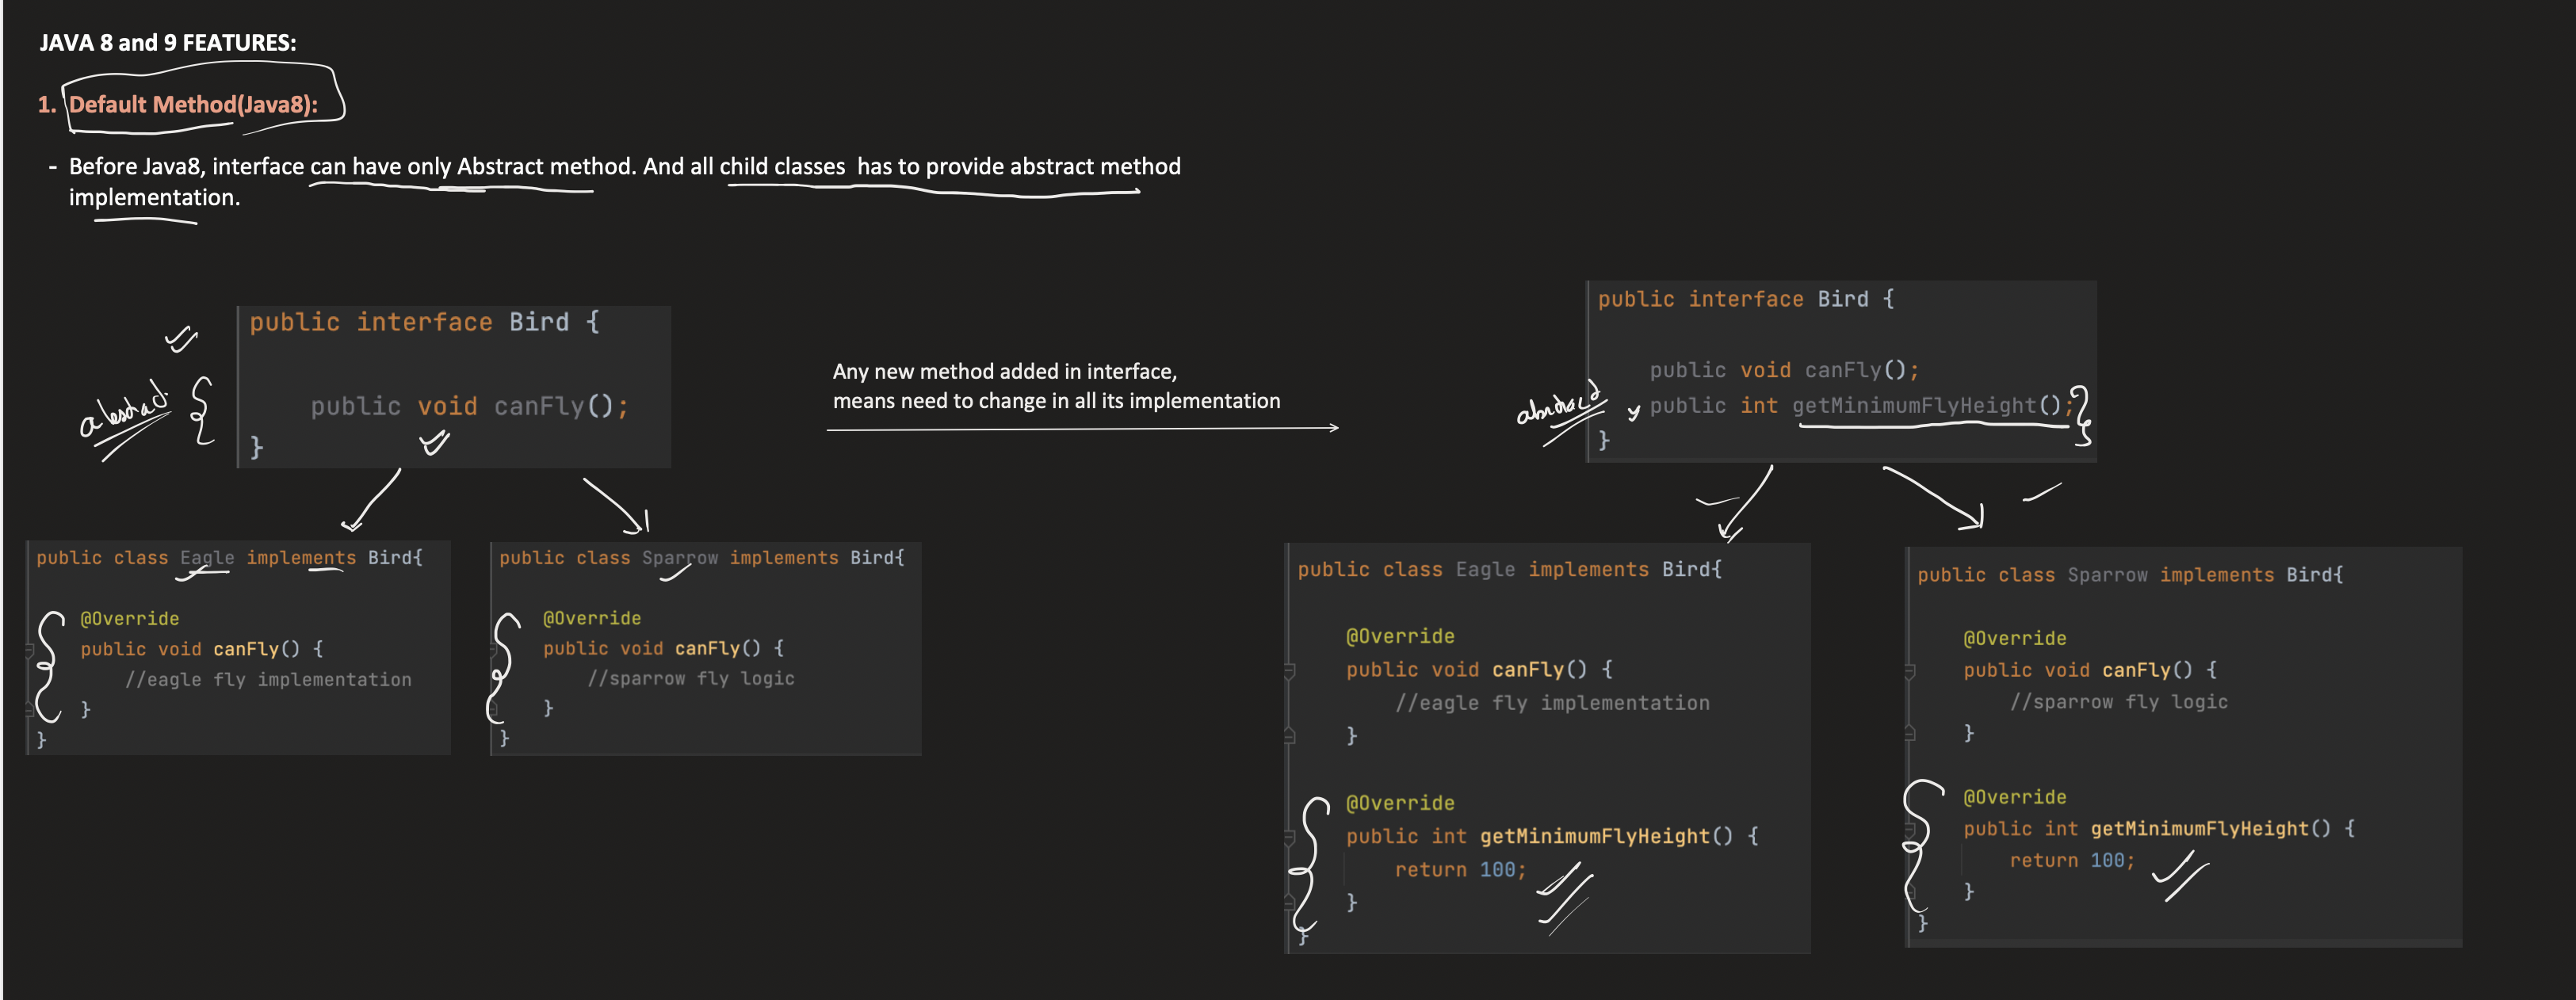 JAVA 8 and 9 FEATURES:
1. Default Method(Java8):
- Before Java8, interface can have only Abstract method. And all child classes has to provide abstract method
implementation.
abstract
public interface Bird {
public void canFly();
}
public class Eagle implements Bird{
@Override
public void canFly() {
//eagle fly implementation
}
}
public class Sparrow implements Bird{
@Override
public void canFly() {
//sparrow fly logic
}
}
Any new method added in interface,
means need to change in all its implementation
public interface Bird {
public void canFly();
abstract
public int getMinimumFlyHeight();
}
public class Eagle implements Bird{
@Override
public void canFly() {
//eagle fly implementation
}
@Override
public int getMinimumFlyHeight() {
return 100;
}
}
public class Sparrow implements Bird{
@Override
public void canFly() {
//sparrow fly logic
}
@Override
public int getMinimumFlyHeight() {
return 100;
}
}